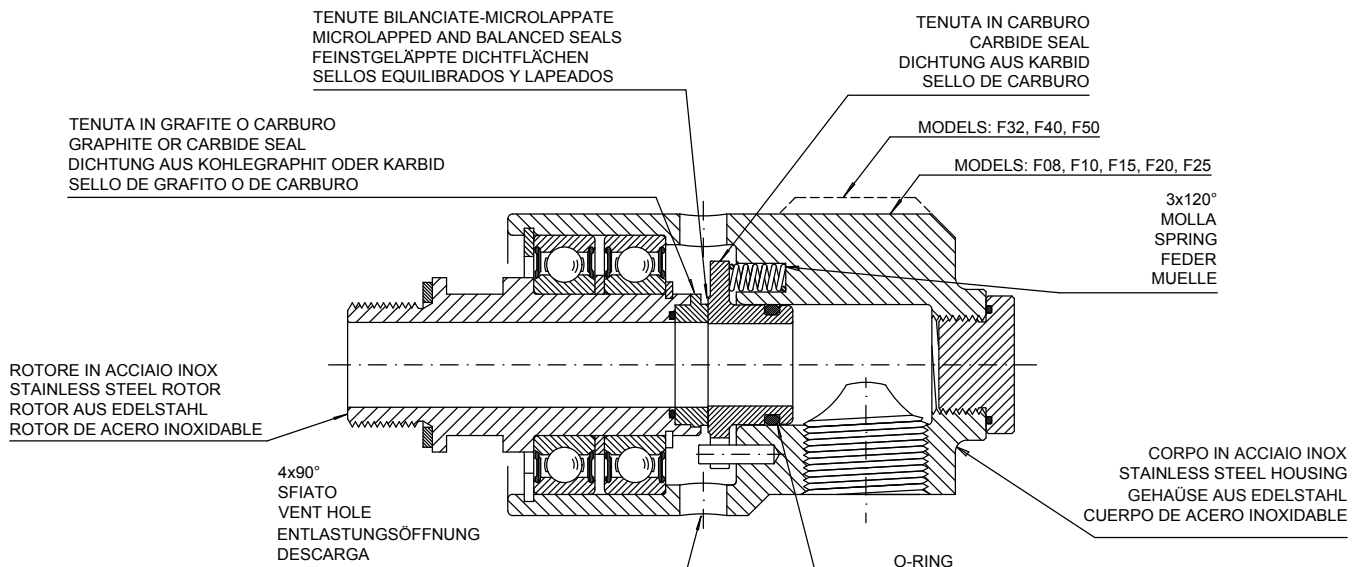 TENUTE BILANCIATE-MICROLAPPATE
MICROLAPPED AND BALANCED SEALS
FEINSTGELÄPPTE DICHTFLÄCHEN
SELLOS EQUILIBRADOS Y LAPEADOS
TENUTA IN CARBURO
CARBIDE SEAL
DICHTUNG AUS KARBID
SELLO DE CARBURO
TENUTA IN GRAFITE O CARBURO
GRAPHITE OR CARBIDE SEAL
DICHTUNG AUS KOHLEGRAPHIT ODER KARBID
SELLO DE GRAFITO O DE CARBURO
MODELS: F32, F40, F50
MODELS: F08, F10, F15, F20, F25
3x120°
MOLLA
SPRING
FEDER
MUELLE
ROTORE IN ACCIAIO INOX
STAINLESS STEEL ROTOR
ROTOR AUS EDELSTAHL
ROTOR DE ACERO INOXIDABLE
4x90°
SFIATO
VENT HOLE
ENTLASTUNGSÖFFNUNG
DESCARGA
CORPO IN ACCIAIO INOX
STAINLESS STEEL HOUSING
GEHAÜSE AUS EDELSTAHL
CUERPO DE ACERO INOXIDABLE
O-RING